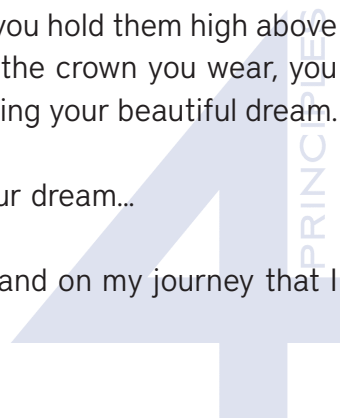 you hold them high above
the crown you wear, you
ing your beautiful dream.
ur dream...
and on my journey that I
4
PRINCIPLES